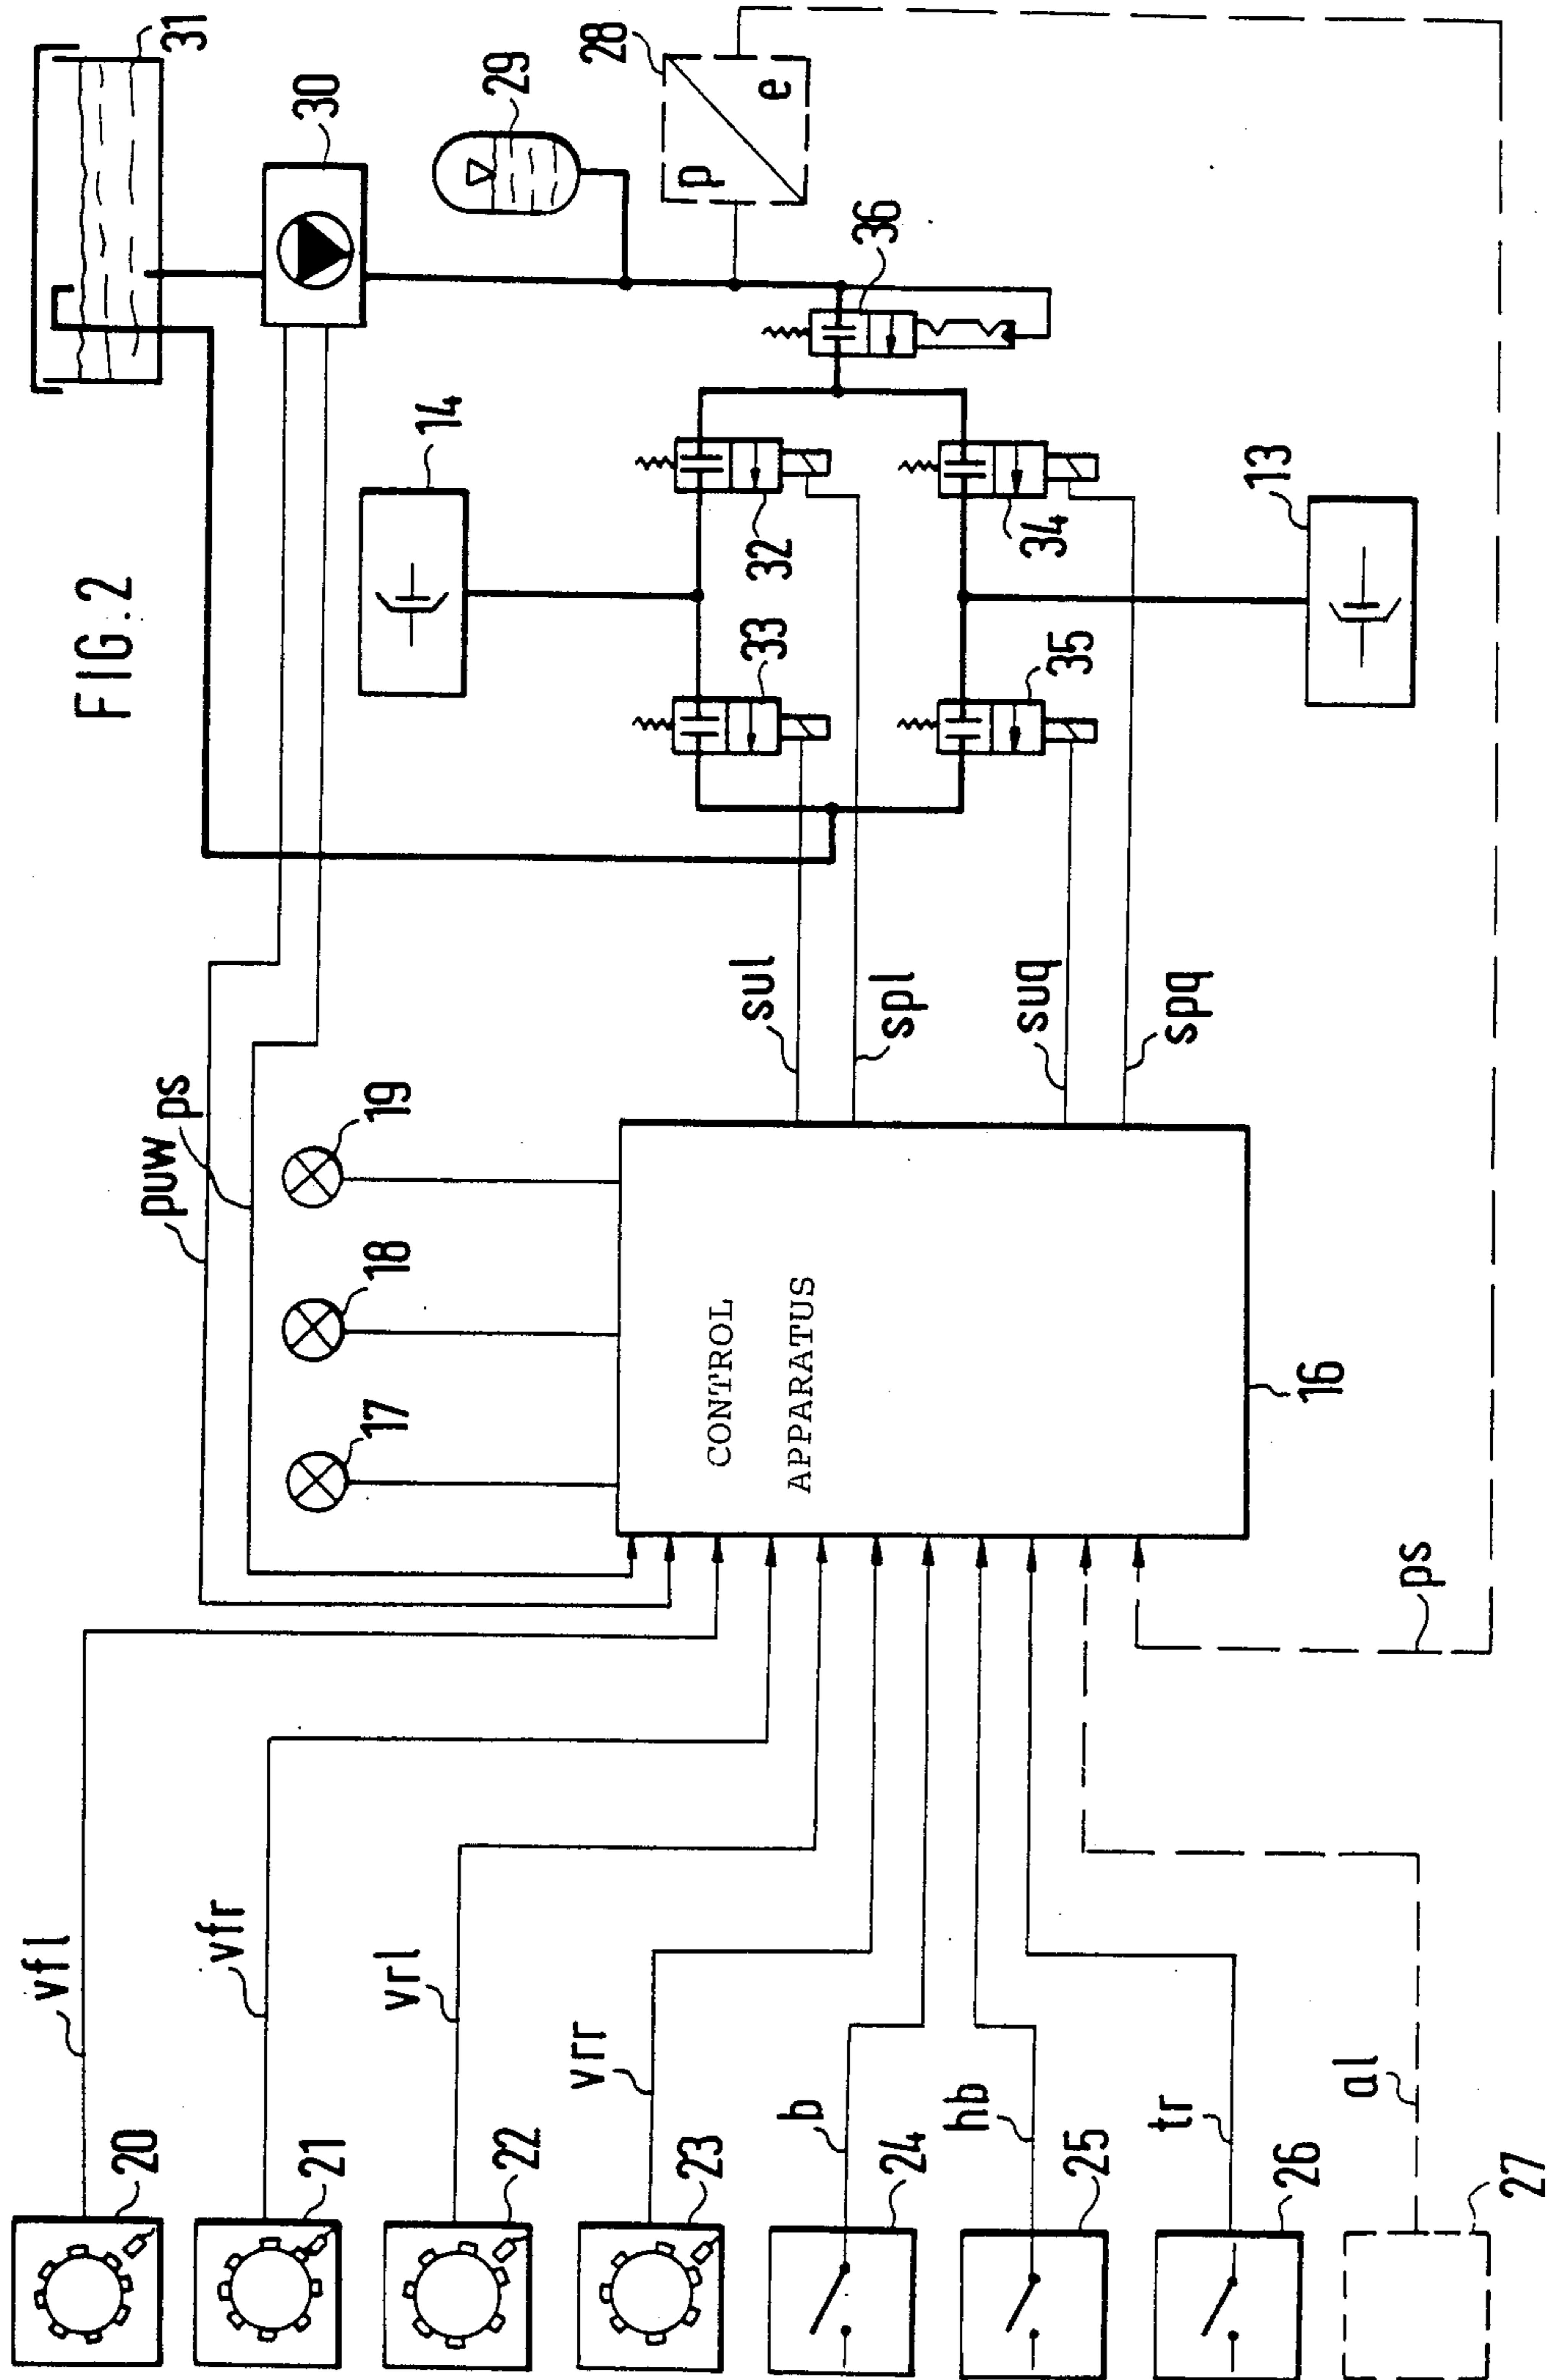 FIG. 2
31
30
29
28
p
e
36
14
32
33
34
35
13
puw
ps
19
18
17
sul
spl
suq
spq
CONTROL
APPARATUS
16
ps
vfl
vfr
vrl
vrr
b
hb
tr
al
20
21
22
23
24
25
26
27